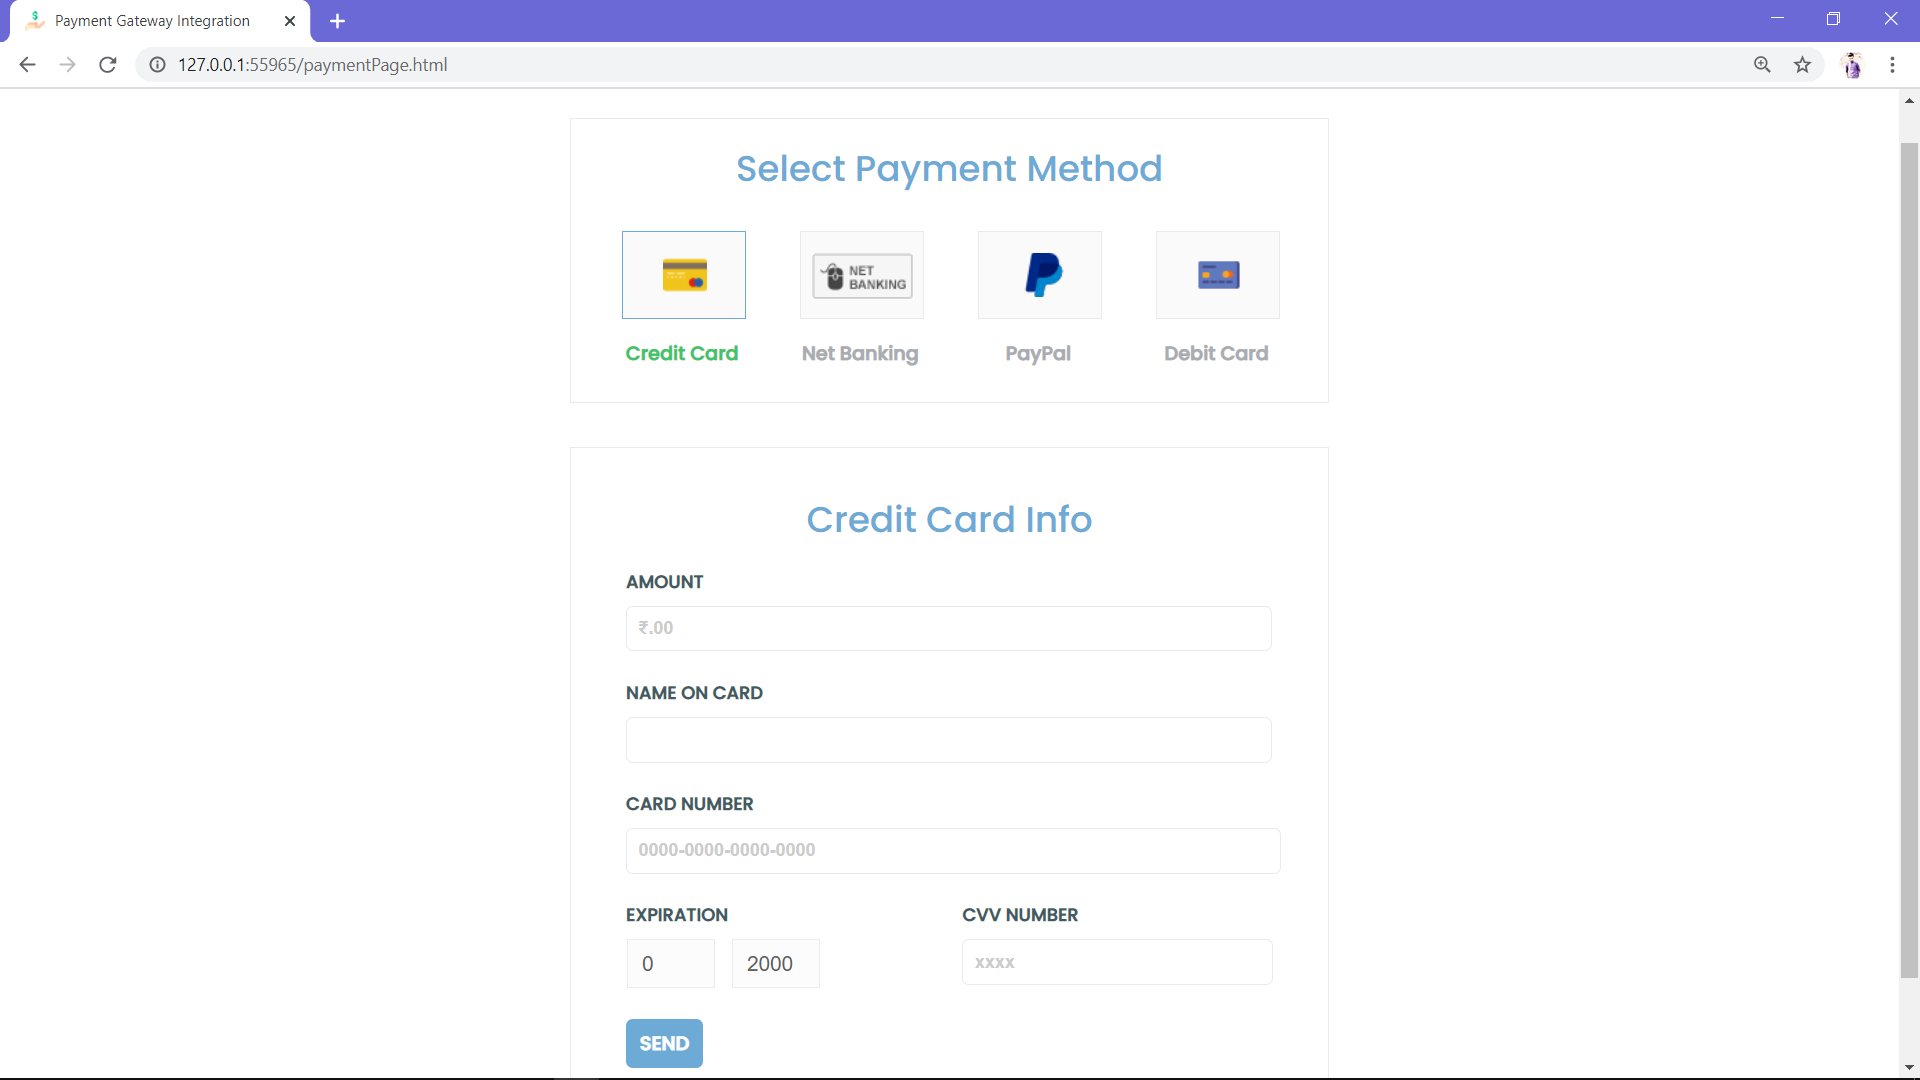 Payment Gateway Integration
127.0.0.1:55965/paymentPage.html
Select Payment Method
NET BANKING
Credit Card
Net Banking
PayPal
Debit Card
Credit Card Info
AMOUNT
₹.00
NAME ON CARD
CARD NUMBER
0000-0000-0000-0000
EXPIRATION
CVV NUMBER
0
2000
xxxx
SEND